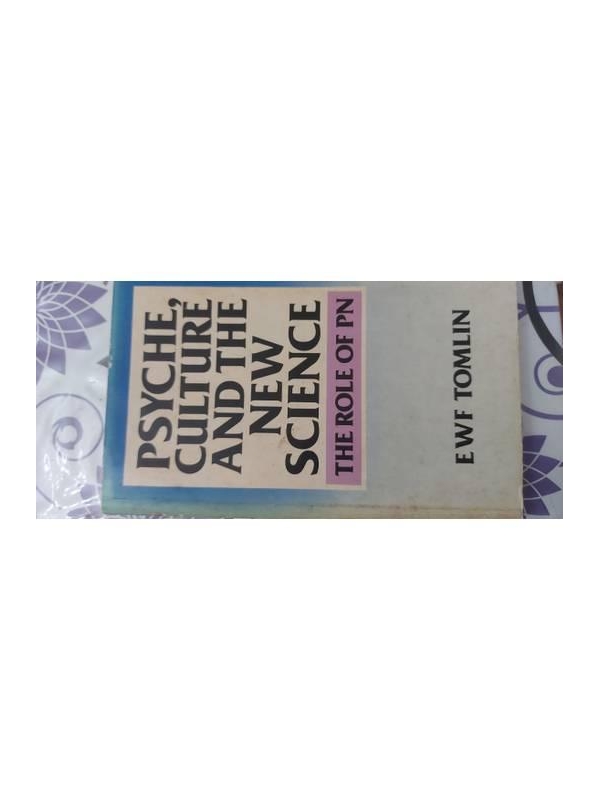 PSYCHE,
CULTURE
AND THE
NEW
SCIENCE
THE ROLE OF PN
E W F TOMLIN